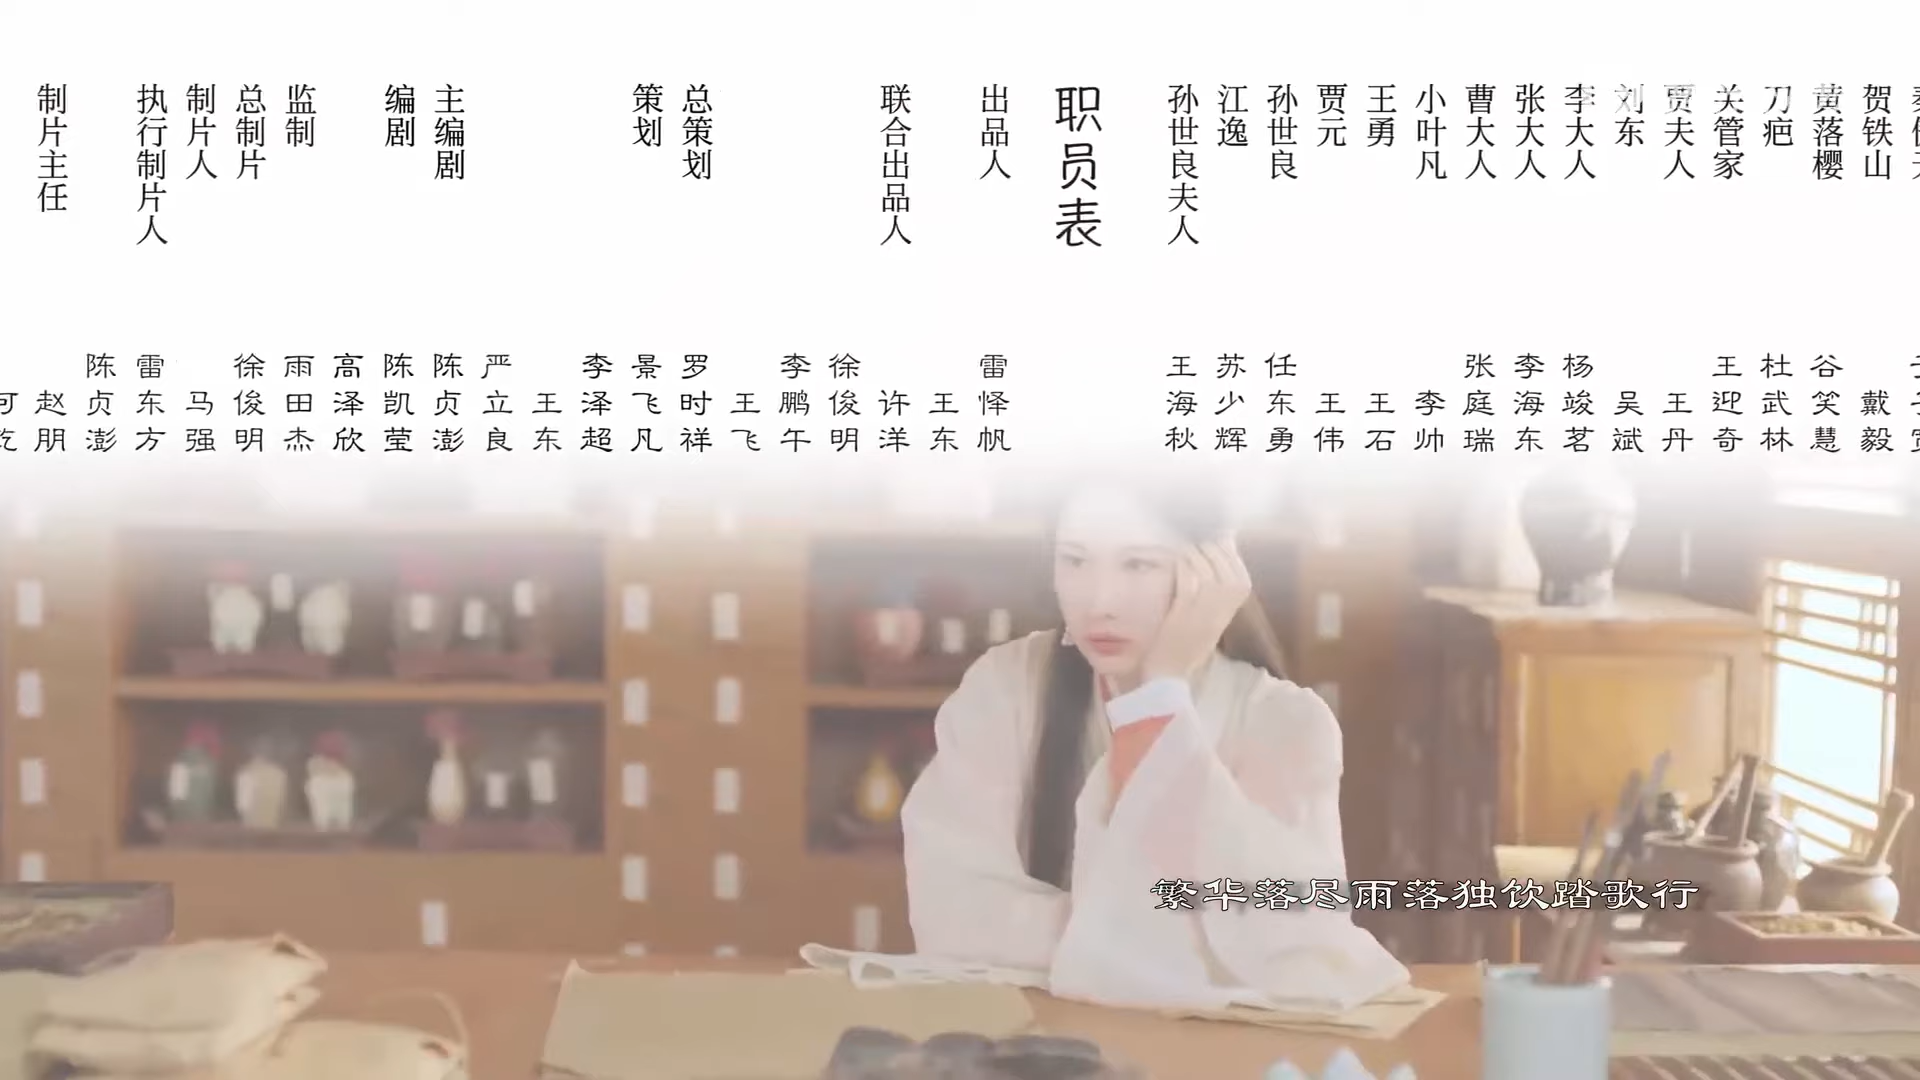 贺铁山
戴毅
黄落樱
谷笑慧
刀疤
杜武林
关管家
王迎奇
贾夫人
王丹
刘东
吴斌
李大人
杨竣茗
张大人
李海东
曹大人
张庭瑞
小叶凡
李帅
王勇
王石
贾元
王伟
孙世良
任东勇
江逸
苏少辉
孙世良夫人
王海秋
职员表
出品人
雷怿帆
王东
联合出品人
许洋
徐俊明
李鹏午
王飞
总策划
罗时祥
策划
景飞凡
李泽超
王东
严立良
主编剧
陈贞澎
编剧
陈凯莹
高泽欣
监制
雨田杰
总制片
徐俊明
制片人
马强
执行制片人
雷东方
陈贞澎
制片主任
赵朋
繁华落尽雨落独饮踏歌行